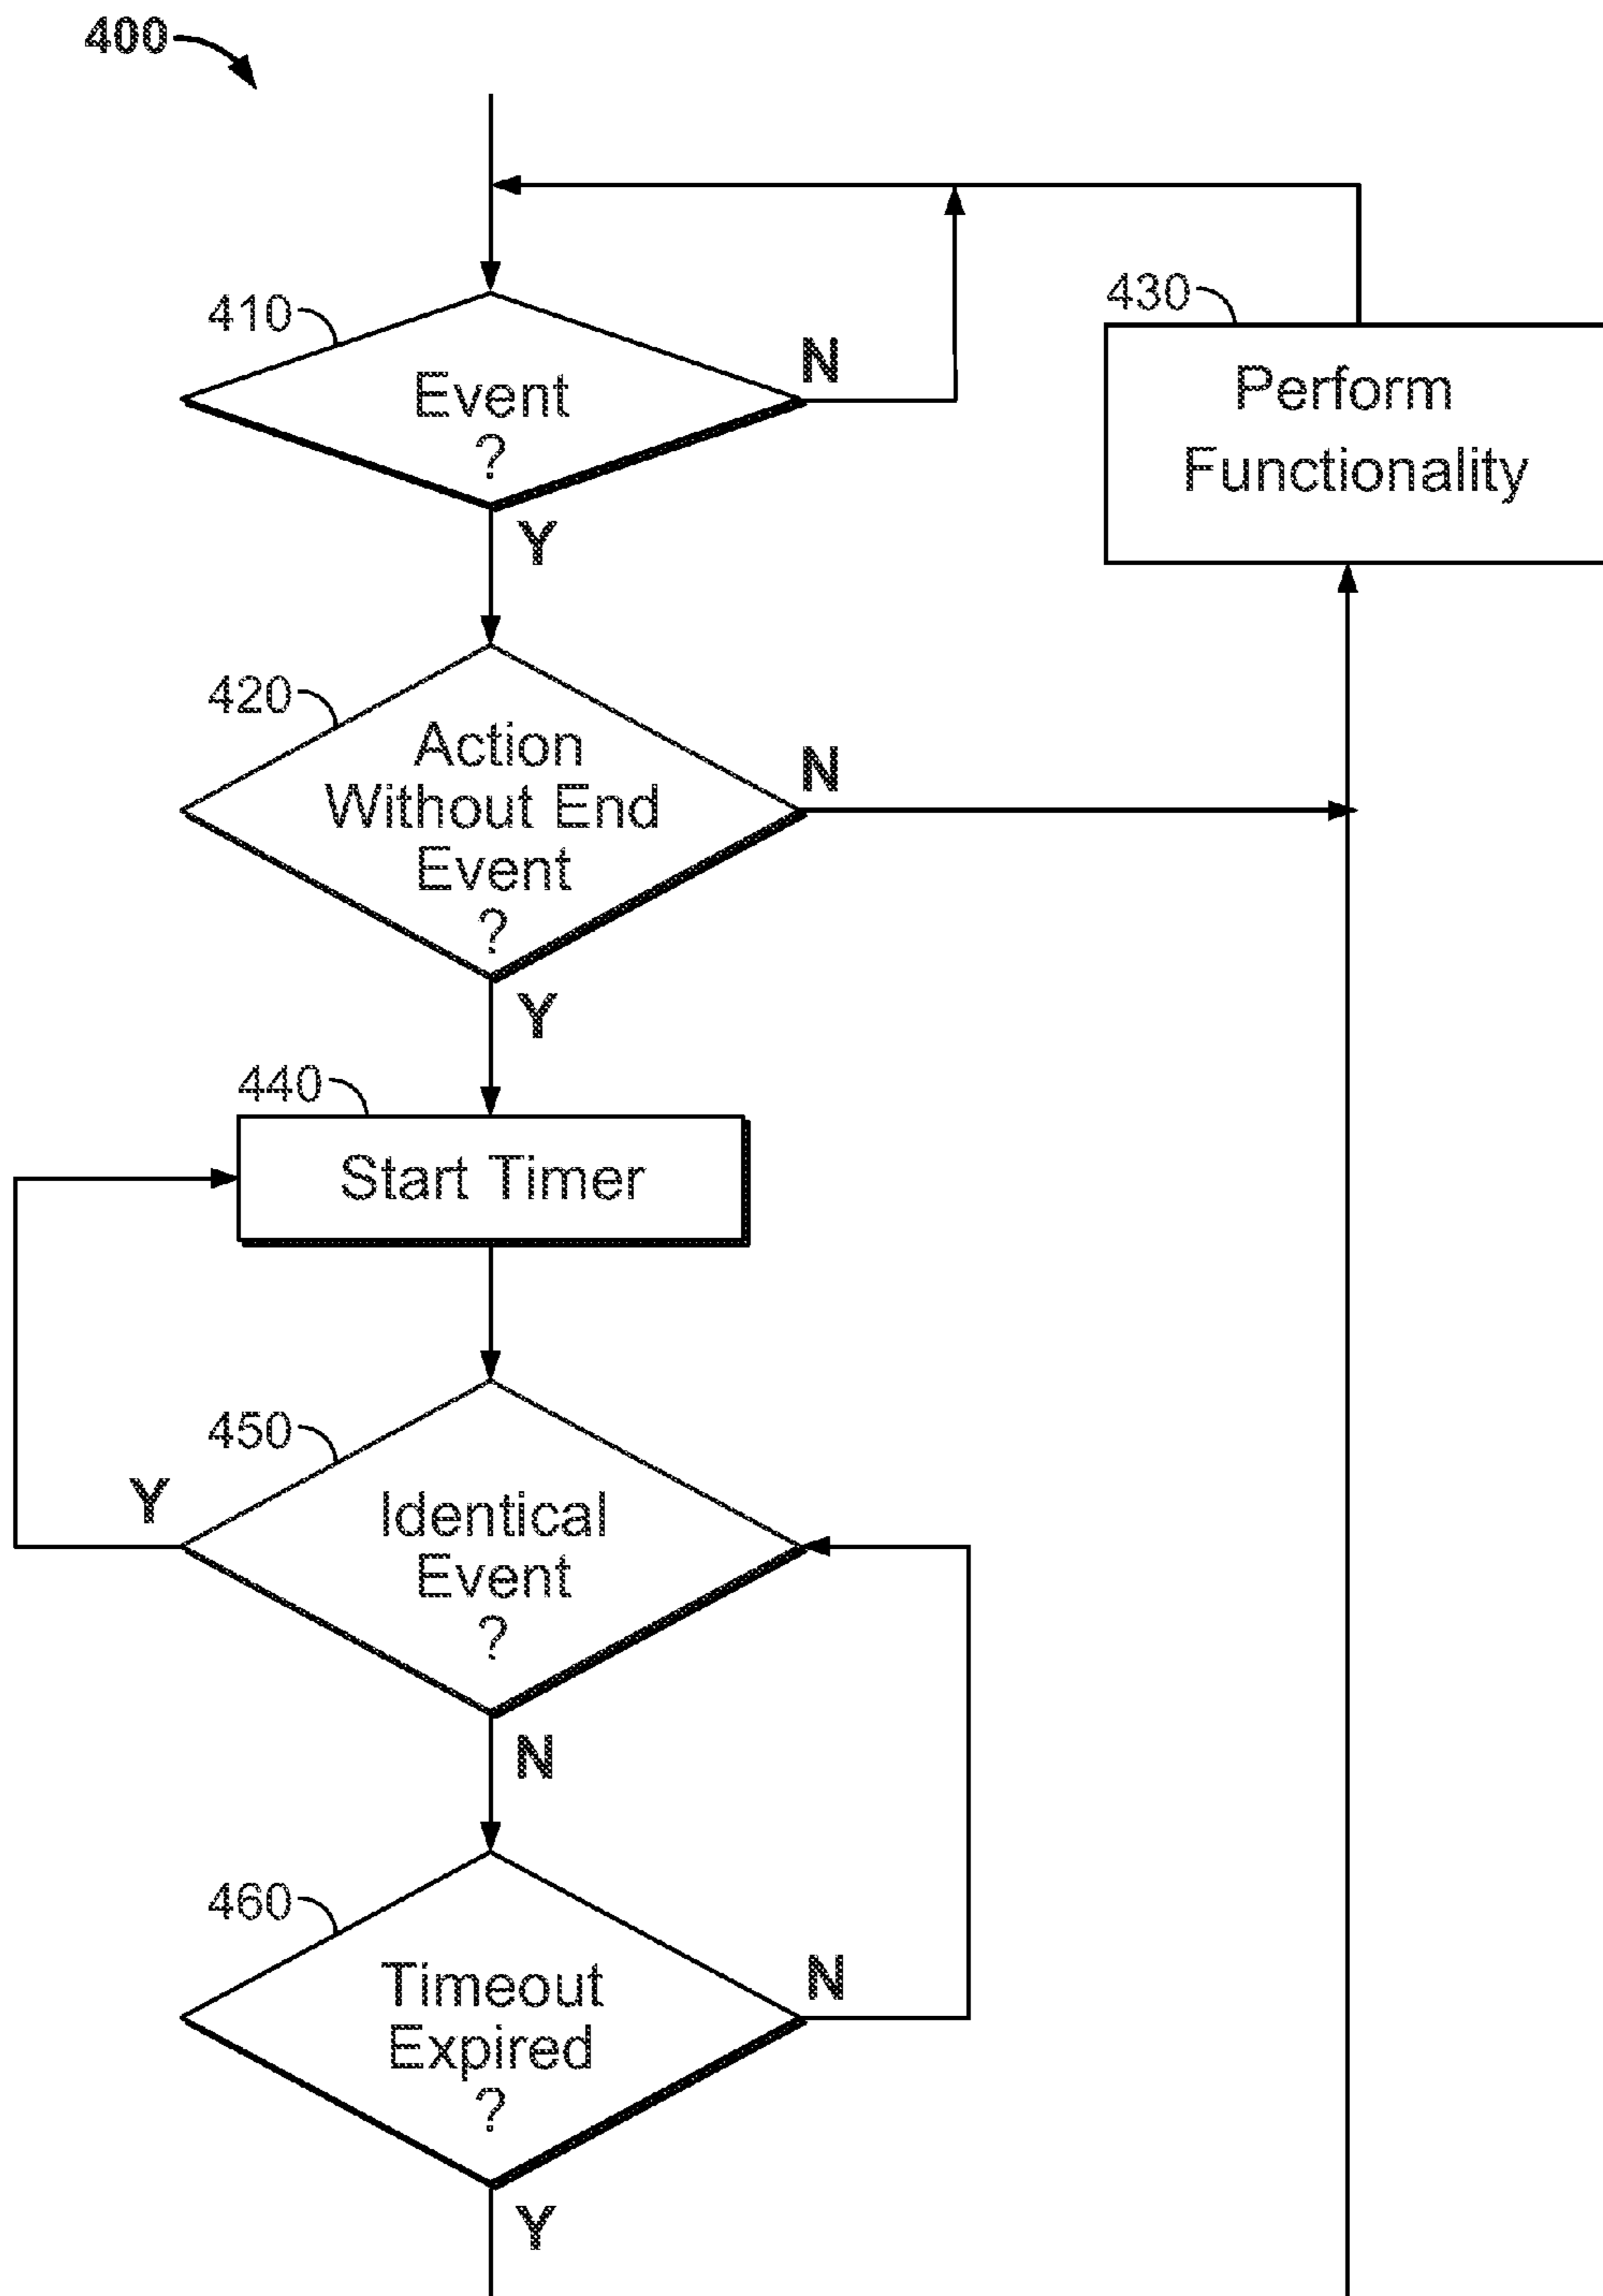 400
410
Event
?
N
Y
430
Perform
Functionality
420
Action
Without End
Event
?
N
Y
440
Start Timer
450
Y
Identical
Event
?
N
460
Timeout
Expired
?
N
Y